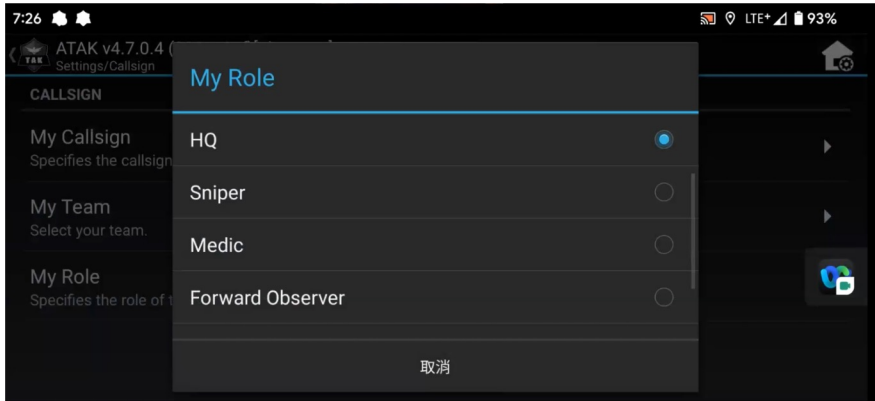 7:26 LTE+ 93%
ATAK v4.7.0.4 (
Settings/Callsign
TAK
CALLSIGN
My Callsign
Specifies the callsign
My Team
Select your team.
My Role
Specifies the role of t
My Role
HQ
Sniper
Medic
Forward Observer
取消